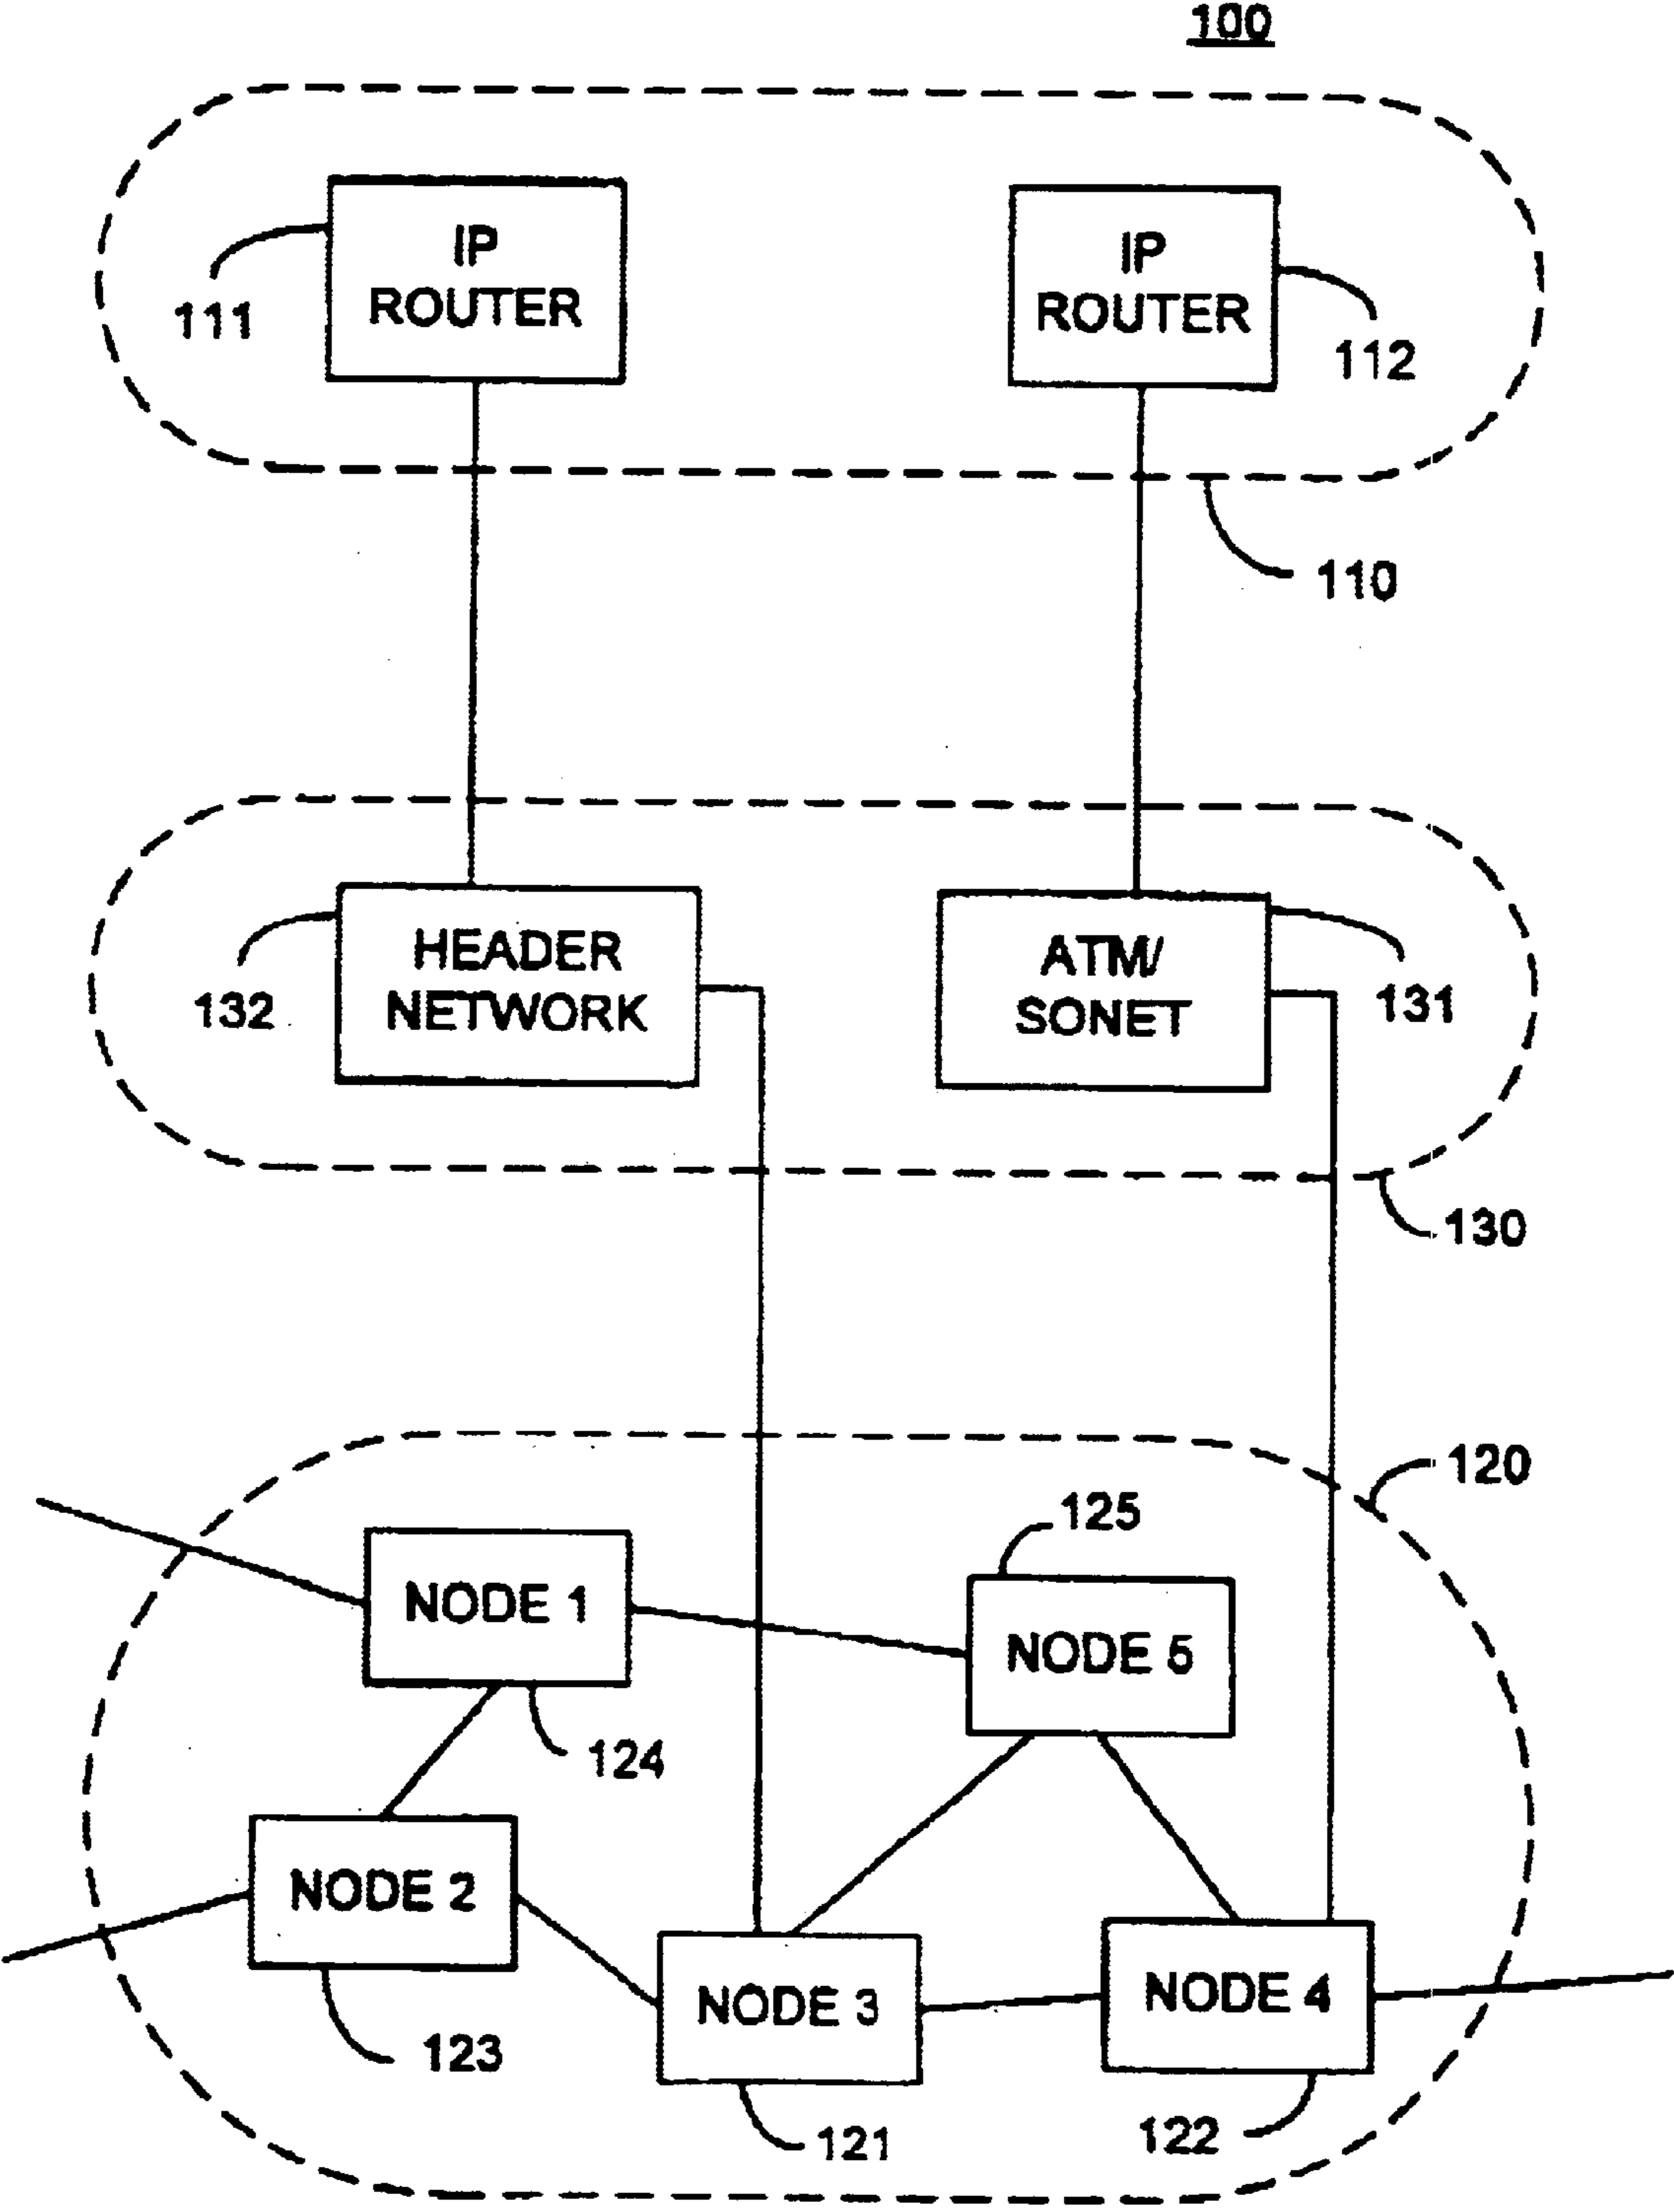 100
IP
ROUTER
111
IP
ROUTER
112
110
HEADER
NETWORK
132
ATM/
SONET
131
130
120
125
NODE 1
NODE 5
124
NODE 2
NODE 3
NODE 4
123
121
122